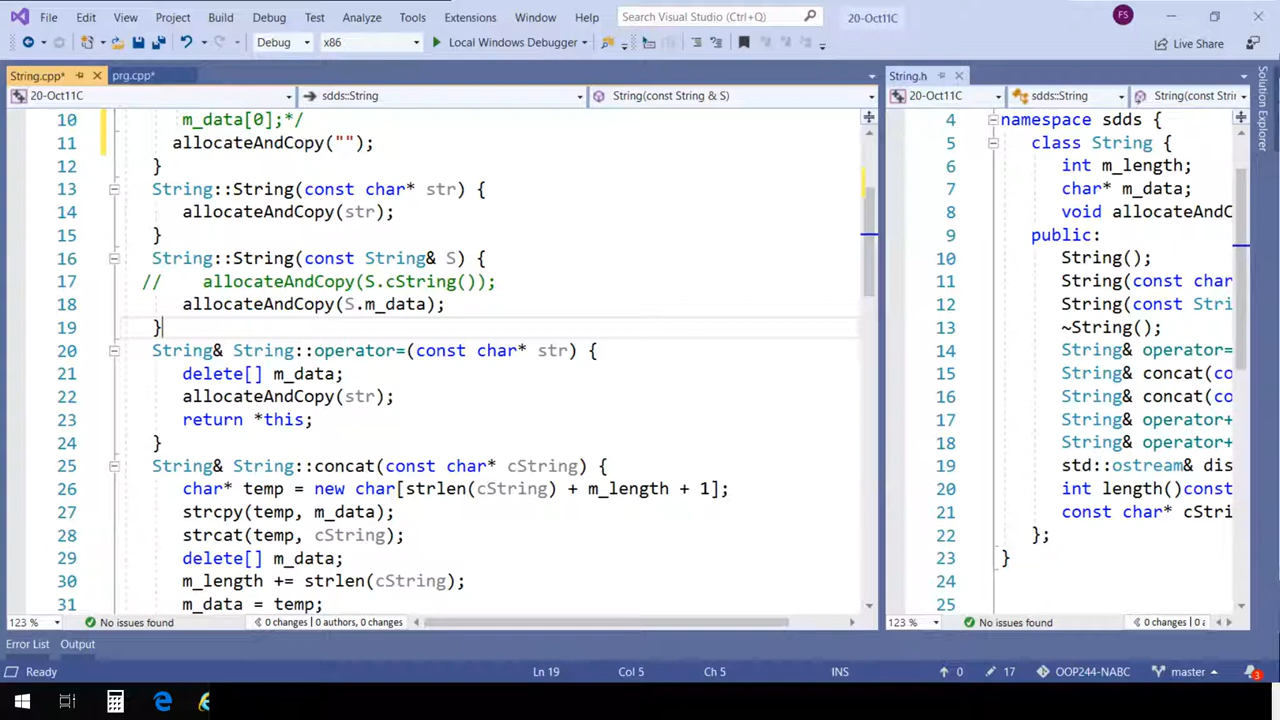 File Edit View Project Build Debug Test Analyze Tools Extensions Window Help Search Visual Studio (Ctrl+Q) 20-Oct11C FS
Debug x86 Local Windows Debugger Live Share
String.cpp* prg.cpp* String.h
20-Oct11C sdds::String String(const String & S) 20-Oct11C sdds::String String(const Stri
10 m_data[0];*/
11 allocateAndCopy("");
12 }
13 String::String(const char* str) {
14 allocateAndCopy(str);
15 }
16 String::String(const String& S) {
17 // allocateAndCopy(S.cString());
18 allocateAndCopy(S.m_data);
19 }
20 String& String::operator=(const char* str) {
21 delete[] m_data;
22 allocateAndCopy(str);
23 return *this;
24 }
25 String& String::concat(const char* cString) {
26 char* temp = new char[strlen(cString) + m_length + 1];
27 strcpy(temp, m_data);
28 strcat(temp, cString);
29 delete[] m_data;
30 m_length += strlen(cString);
31 m_data = temp;
4 namespace sdds {
5 class String {
6 int m_length;
7 char* m_data;
8 void allocateAndC
9 public:
10 String();
11 String(const char
12 String(const Stri
13 ~String();
14 String& operator=
15 String& concat(co
16 String& concat(co
17 String& operator+
18 String& operator+
19 std::ostream& dis
20 int length()const
21 const char* cStri
22 };
23 }
24
25
Solution Explorer
123 % No issues found 0 changes | 0 authors, 0 changes
123 % No issues found 0 changes | 0 a
Error List Output
Ready Ln 19 Col 5 Ch 5 INS 0 17 OOP244-NABC master 3